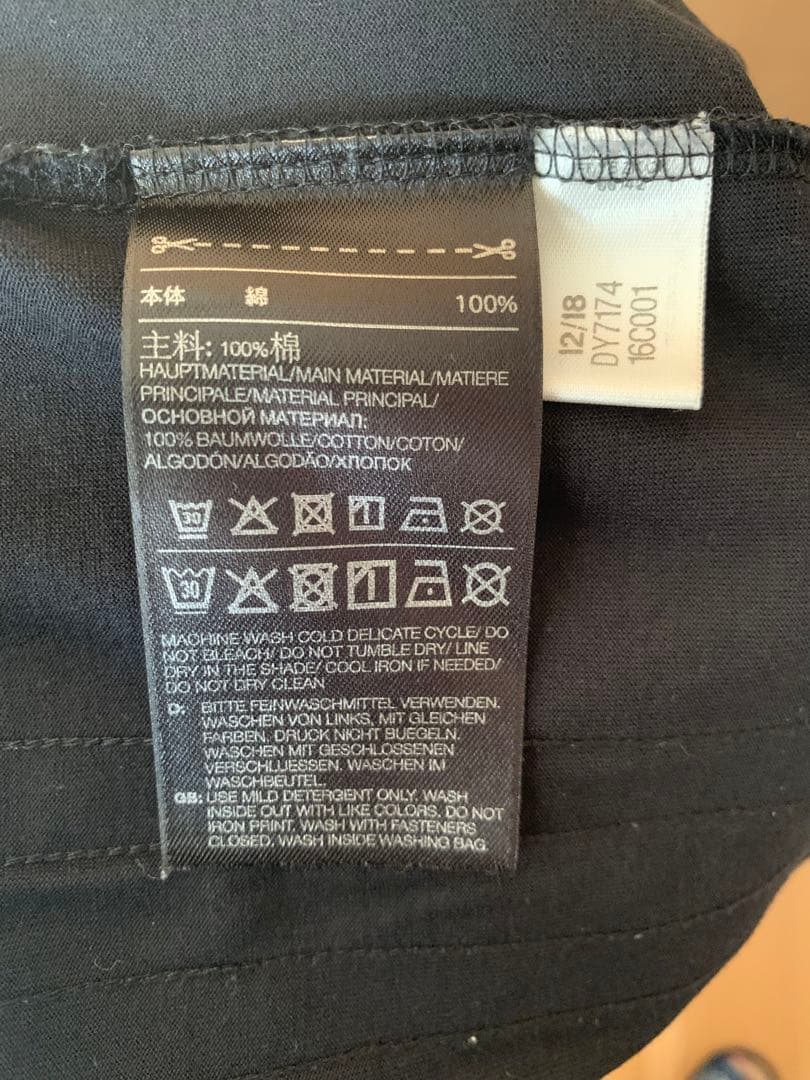 本体 綿 100%
主料: 100%棉
HAUPTMATERIAL/MAIN MATERIAL/MATIERE
PRINCIPALE/MATERIAL PRINCIPAL/
ОСНОВНОЙ МАТЕРИАЛ:
100% BAUMWOLLE/COTTON/COTON/
ALGODÓN/ALGODÃO/ХЛОПОК
30
30
MACHINE WASH COLD DELICATE CYCLE/ DO
NOT BLEACH/ DO NOT TUMBLE DRY/ LINE
DRY IN THE SHADE/ COOL IRON IF NEEDED/
DO NOT DRY CLEAN
D: BITTE FEINWASCHMITTEL VERWENDEN.
WASCHEN VON LINKS, MIT GLEICHEN
FARBEN. DRUCK NICHT BUEGELN.
WASCHEN MIT GESCHLOSSENEN
VERSCHLUESSEN. WASCHEN IM
WASCHBEUTEL.
GB: USE MILD DETERGENT ONLY. WASH
INSIDE OUT WITH LIKE COLORS. DO NOT
IRON PRINT. WASH WITH FASTENERS
CLOSED. WASH INSIDE WASHING BAG.
12/18
DY7174
16C001